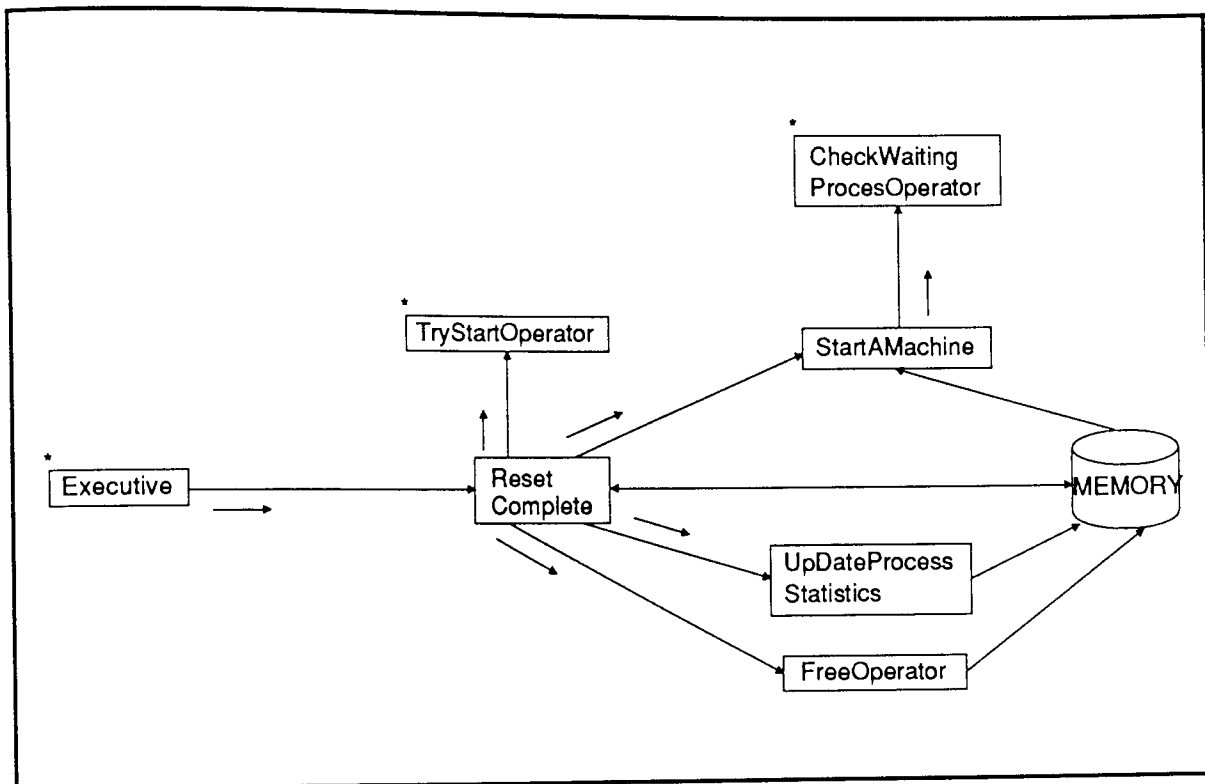 *
CheckWaiting
ProcesOperator
*
TryStartOperator
StartAMachine
*
Executive
Reset
Complete
MEMORY
UpDateProcess
Statistics
FreeOperator